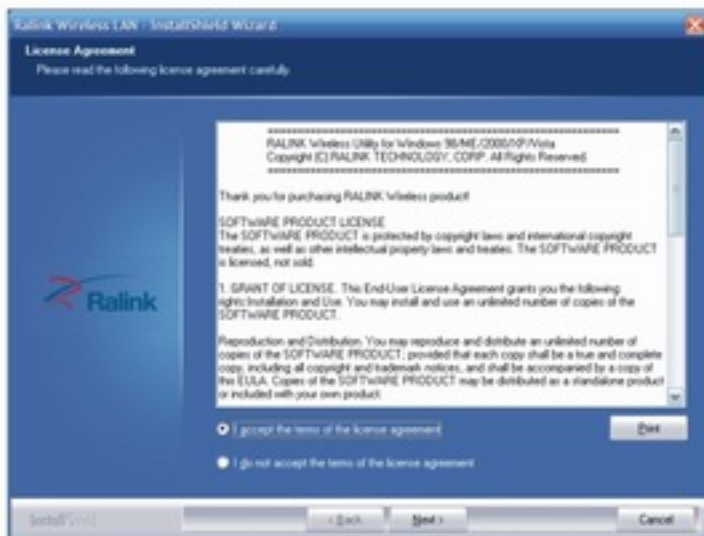 Ralink Wireless LAN - InstallShield Wizard
License Agreement
Please read the following license agreement carefully.
RALINK Wireless Utility for Windows 98/ME/2000/XP/Vista
Copyright (C) RALINK TECHNOLOGY, CORP. All Rights Reserved.
Thank you for purchasing RALINK Wireless product!
SOFTWARE PRODUCT LICENSE
The SOFTWARE PRODUCT is protected by copyright laws and international copyright
treaties, as well as other intellectual property laws and treaties. The SOFTWARE PRODUCT
is licensed, not sold.
1. GRANT OF LICENSE. This End-User License Agreement grants you the following
rights:Installation and Use. You may install and use an unlimited number of copies of the
SOFTWARE PRODUCT.
Reproduction and Distribution. You may reproduce and distribute an unlimited number of
copies of the SOFTWARE PRODUCT; provided that each copy shall be a true and complete
copy, including all copyright and trademark notices, and shall be accompanied by a copy of
this EULA. Copies of the SOFTWARE PRODUCT may be distributed as a standalone product
or included with your own product.
Ralink
I accept the terms of the license agreement
Print
I do not accept the terms of the license agreement
InstallShield
< Back
Next >
Cancel